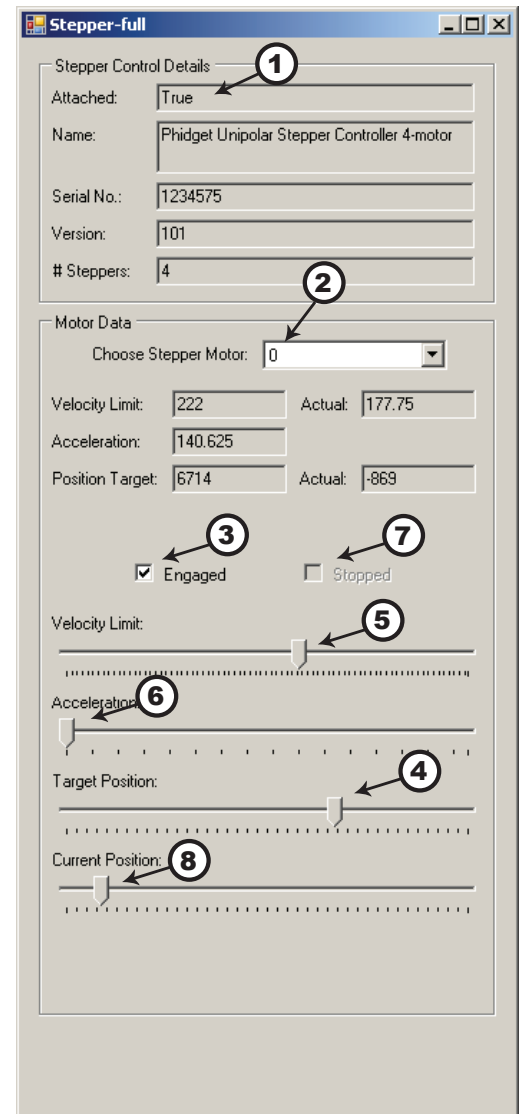 Stepper-full
Stepper Control Details
1
Attached: True
Name: Phidget Unipolar Stepper Controller 4-motor
Serial No.: 1234575
Version: 101
# Steppers: 4
2
Motor Data
Choose Stepper Motor: 0
Velocity Limit: 222 Actual: 177.75
Acceleration: 140.625
Position Target: 6714 Actual: -869
3 7
Engaged Stopped
Velocity Limit: 5
Acceleration: 6
Target Position: 4
Current Position: 8